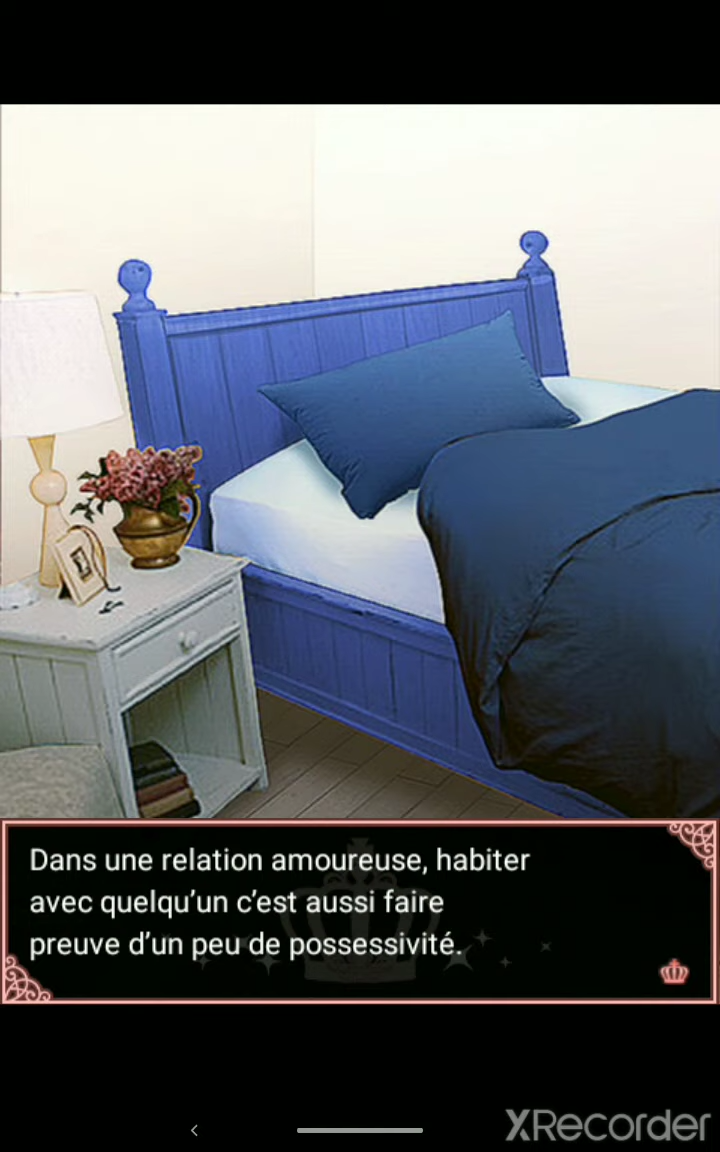 Dans une relation amoureuse, habiter
avec quelqu’un c’est aussi faire
preuve d’un peu de possessivité.
XRecorder